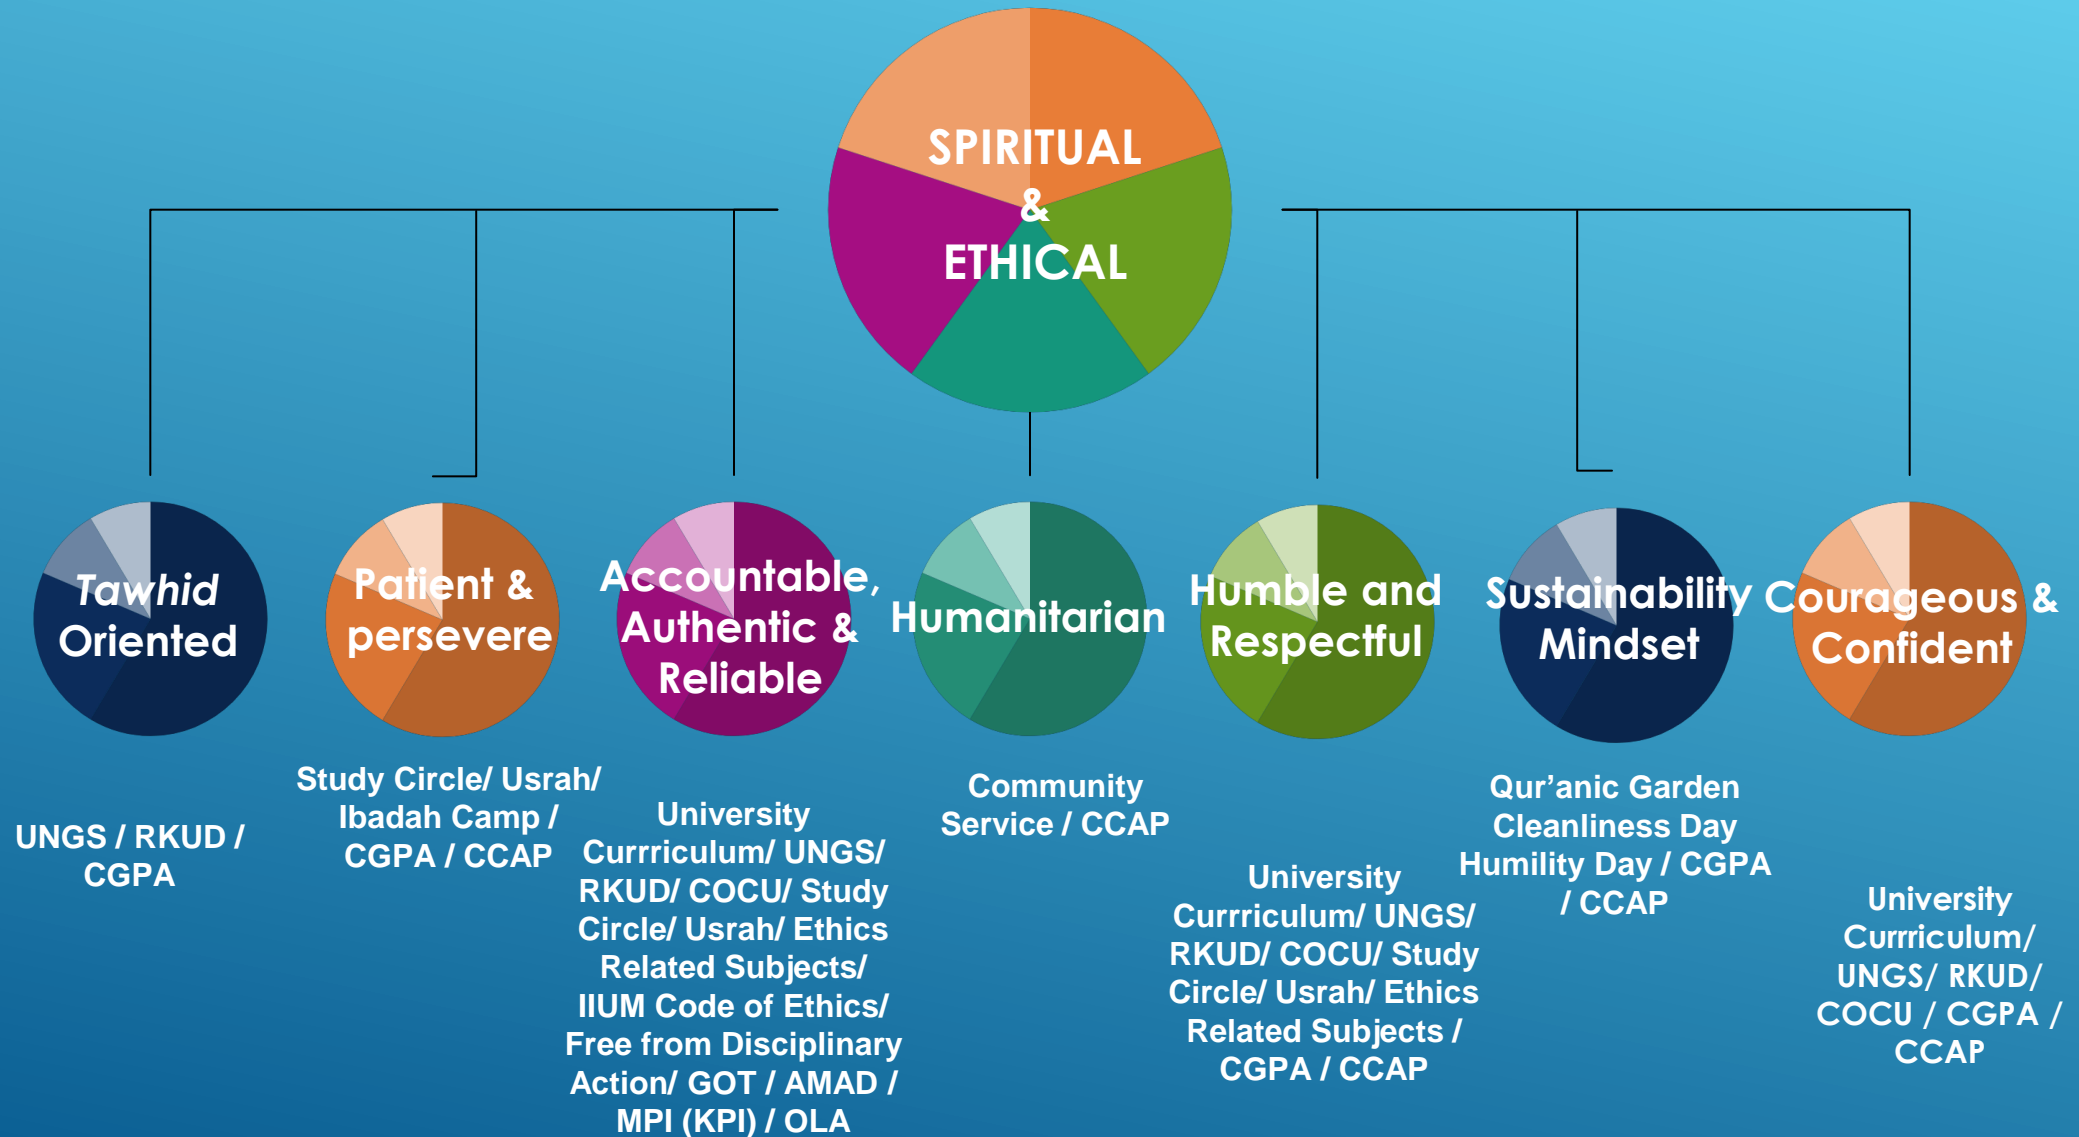 SPIRITUAL
&
ETHICAL
Tawhid
Oriented
UNGS / RKUD /
CGPA
Patient &
persevere
Study Circle/ Usrah/
Ibadah Camp /
CGPA / CCAP
Accountable,
Authentic &
Reliable
University
Currriculum/ UNGS/
RKUD/ COCU/ Study
Circle/ Usrah/ Ethics
Related Subjects/
IIUM Code of Ethics/
Free from Disciplinary
Action/ GOT / AMAD /
MPI (KPI) / OLA
Humanitarian
Community
Service / CCAP
Humble and
Respectful
University
Currriculum/ UNGS/
RKUD/ COCU/ Study
Circle/ Usrah/ Ethics
Related Subjects /
CGPA / CCAP
Sustainability
Mindset
Qur’anic Garden
Cleanliness Day
Humility Day / CGPA
/ CCAP
Courageous &
Confident
University
Currriculum/
UNGS/ RKUD/
COCU / CGPA /
CCAP